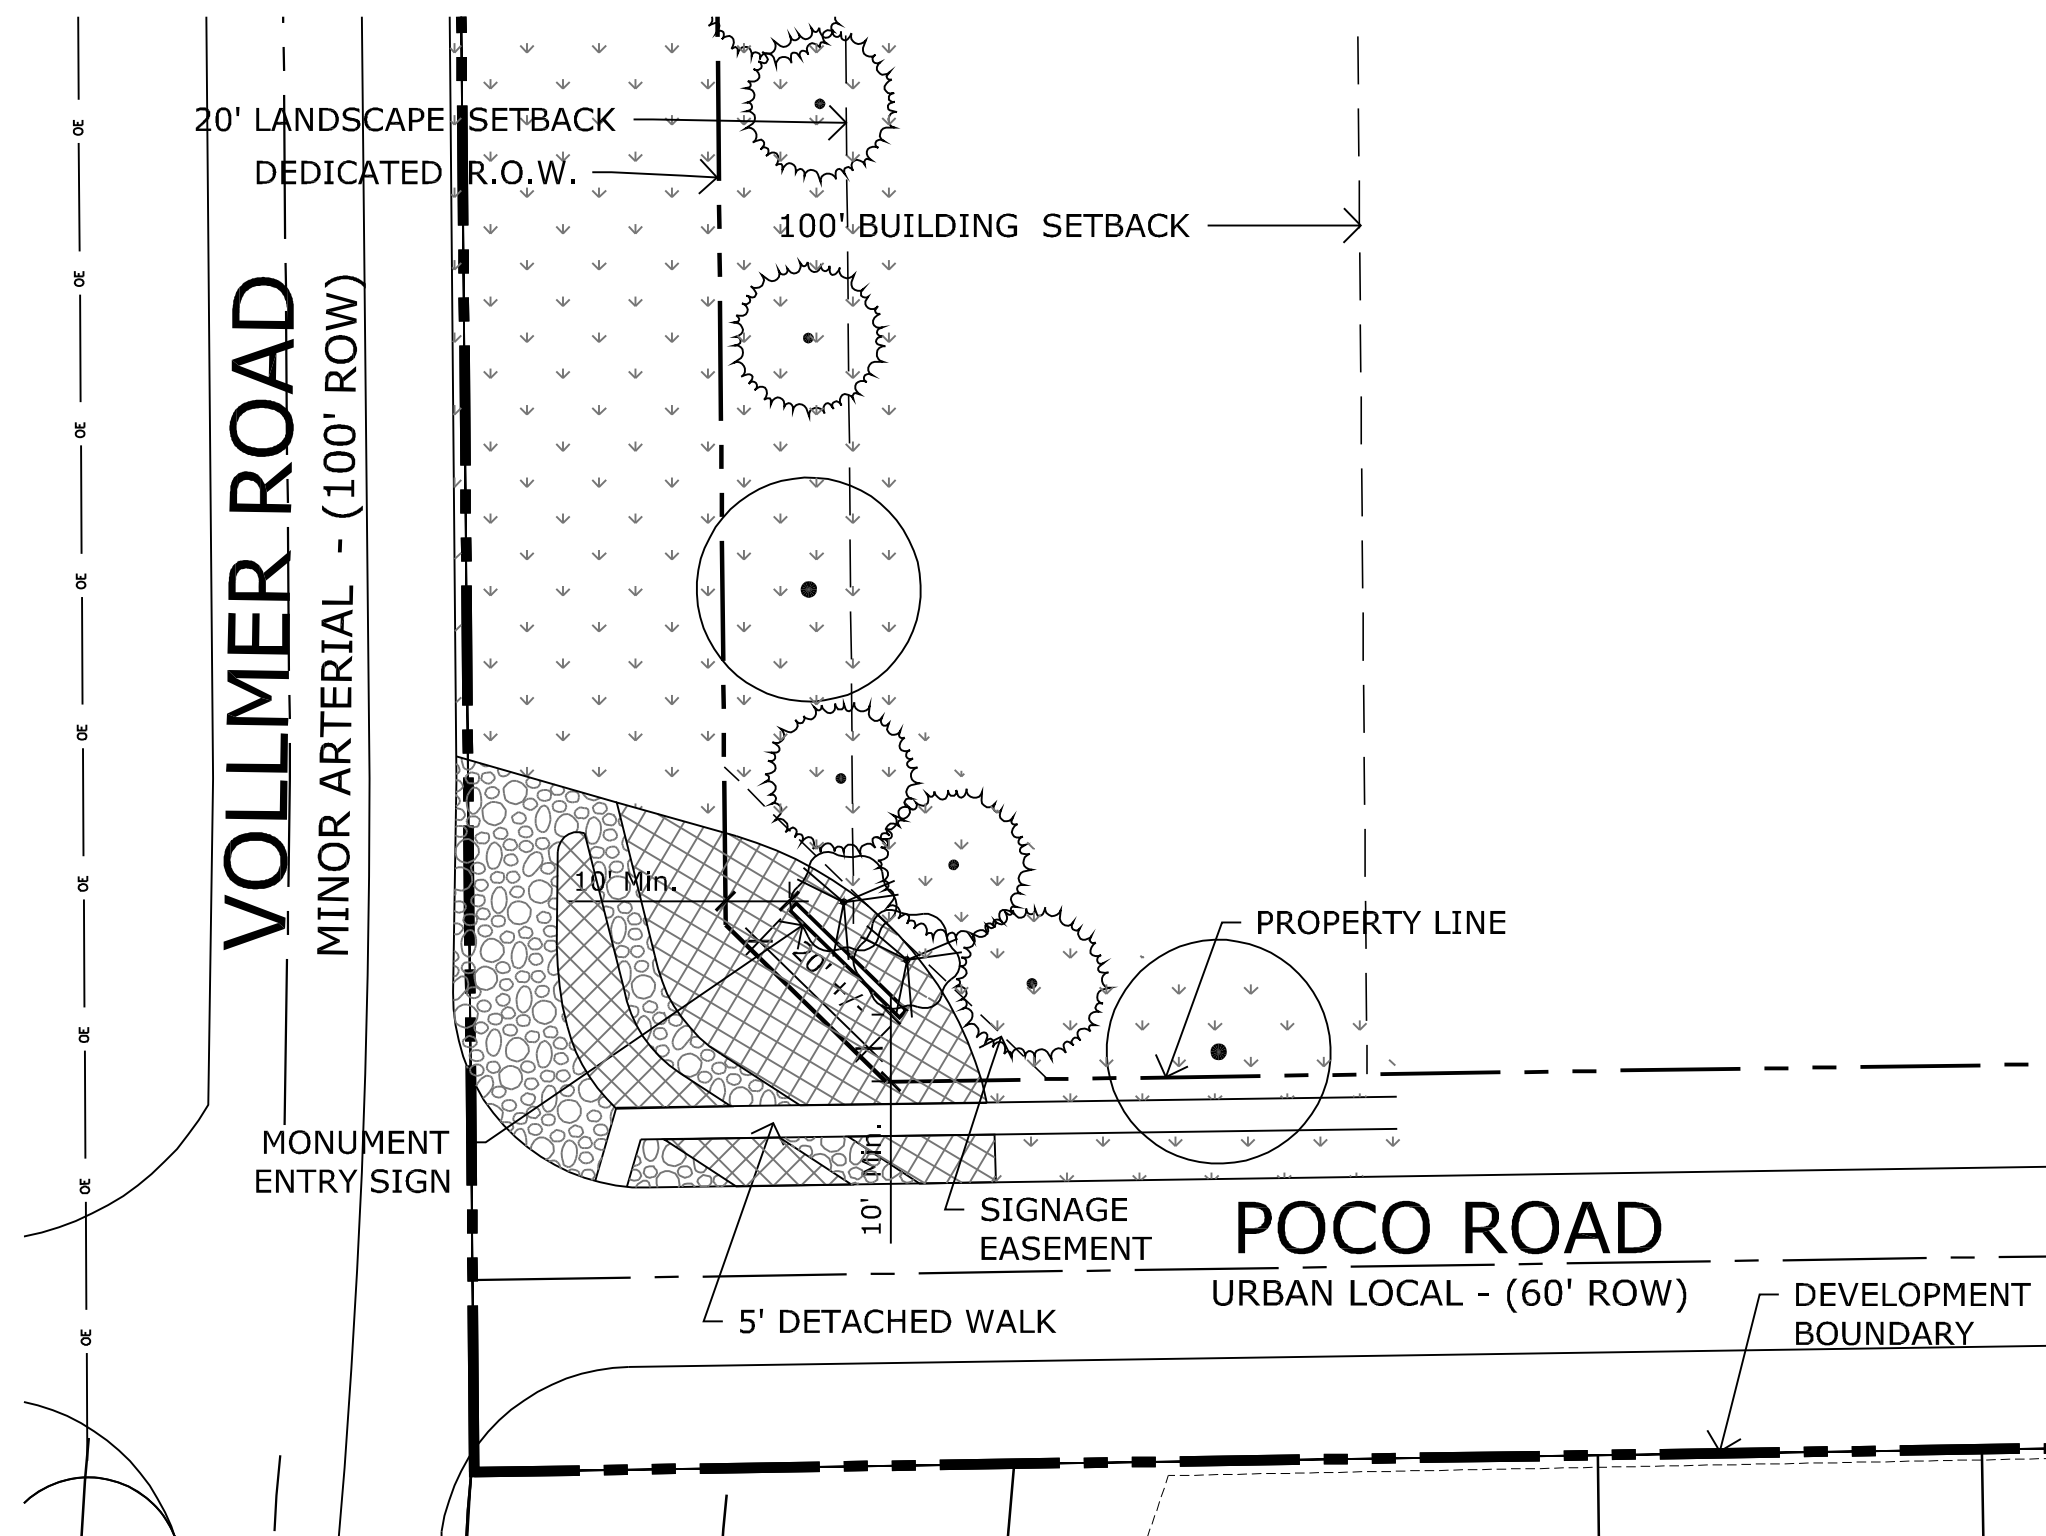 20' LANDSCAPE SETBACK
DEDICATED R.O.W.
100' BUILDING SETBACK
VOLLMER ROAD
MINOR ARTERIAL - (100' ROW)
OE
OE
OE
OE
OE
OE
OE
OE
OE
10' Min.
20' +/-
PROPERTY LINE
MONUMENT
ENTRY SIGN
10' Min.
SIGNAGE
EASEMENT
POCO ROAD
URBAN LOCAL - (60' ROW)
5' DETACHED WALK
DEVELOPMENT
BOUNDARY